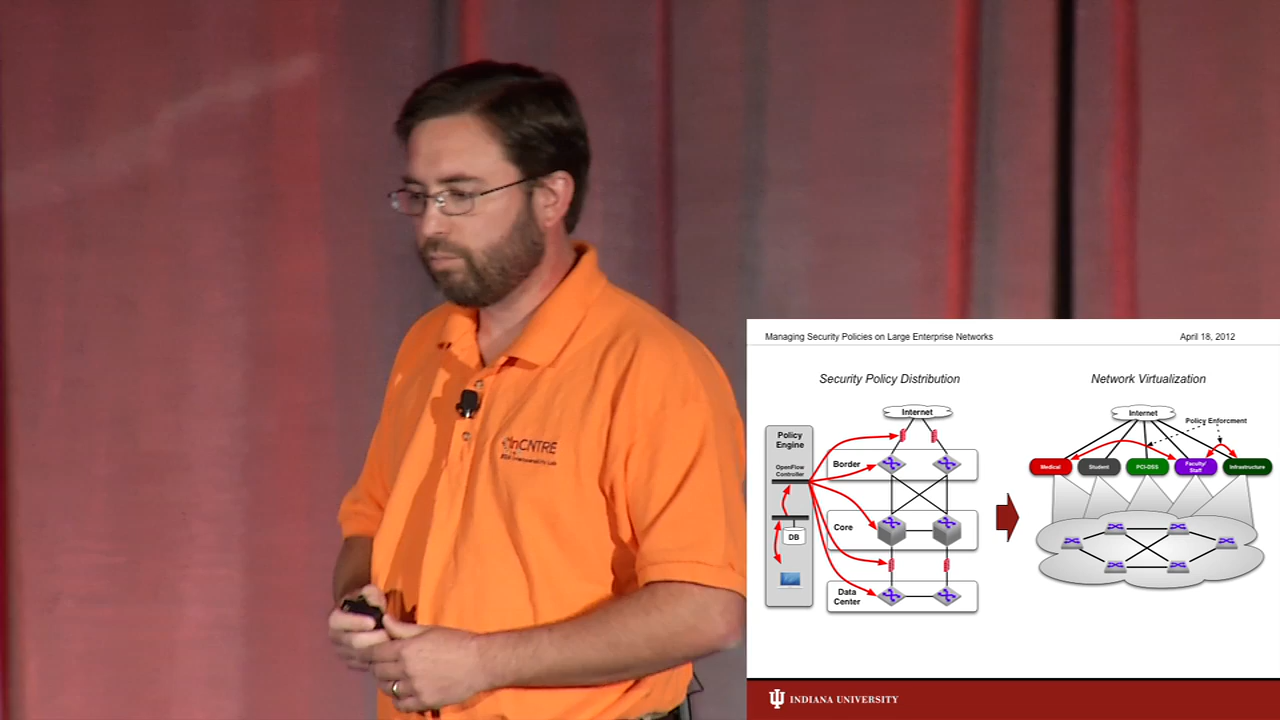 InCNTRE
Managing Security Policies on Large Enterprise Networks
April 18, 2012
Security Policy Distribution
Network Virtualization
Internet
Policy
Engine
OpenFlow
Controller
DB
Border
Core
Data
Center
Internet
Policy Enforcment
Medical
Student
PCI-DSS
Faculty/
Staff
Infrastructure
INDIANA UNIVERSITY